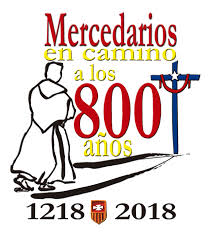 Mercedarios
en camino
a los
800
años
1218 2018